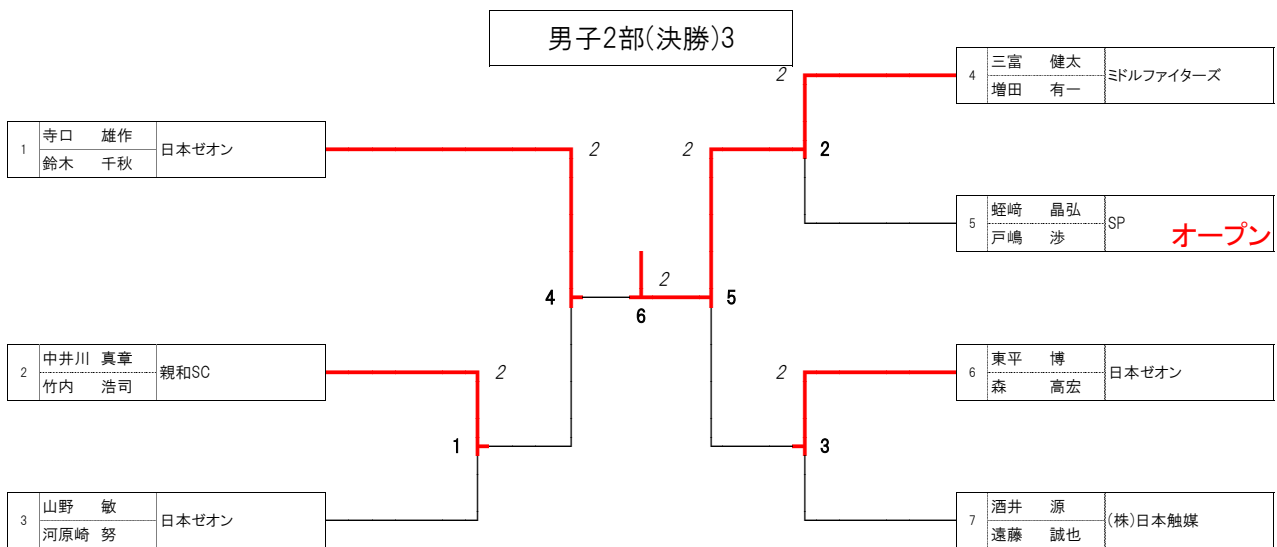 男子2部(決勝)3
1 寺口 雄作 日本ゼオン
鈴木 千秋
2
4
2 中井川 真章 親和SC
竹内 浩司
2
1
3 山野 敏 日本ゼオン
河原崎 努
2
6
2
4 三富 健太 ミドルファイターズ
増田 有一
2
2
5 蛭﨑 晶弘 SP オープン
戸嶋 渉
5
2
6 東平 博 日本ゼオン
森 高宏
3
7 酒井 源 (株)日本触媒
遠藤 誠也